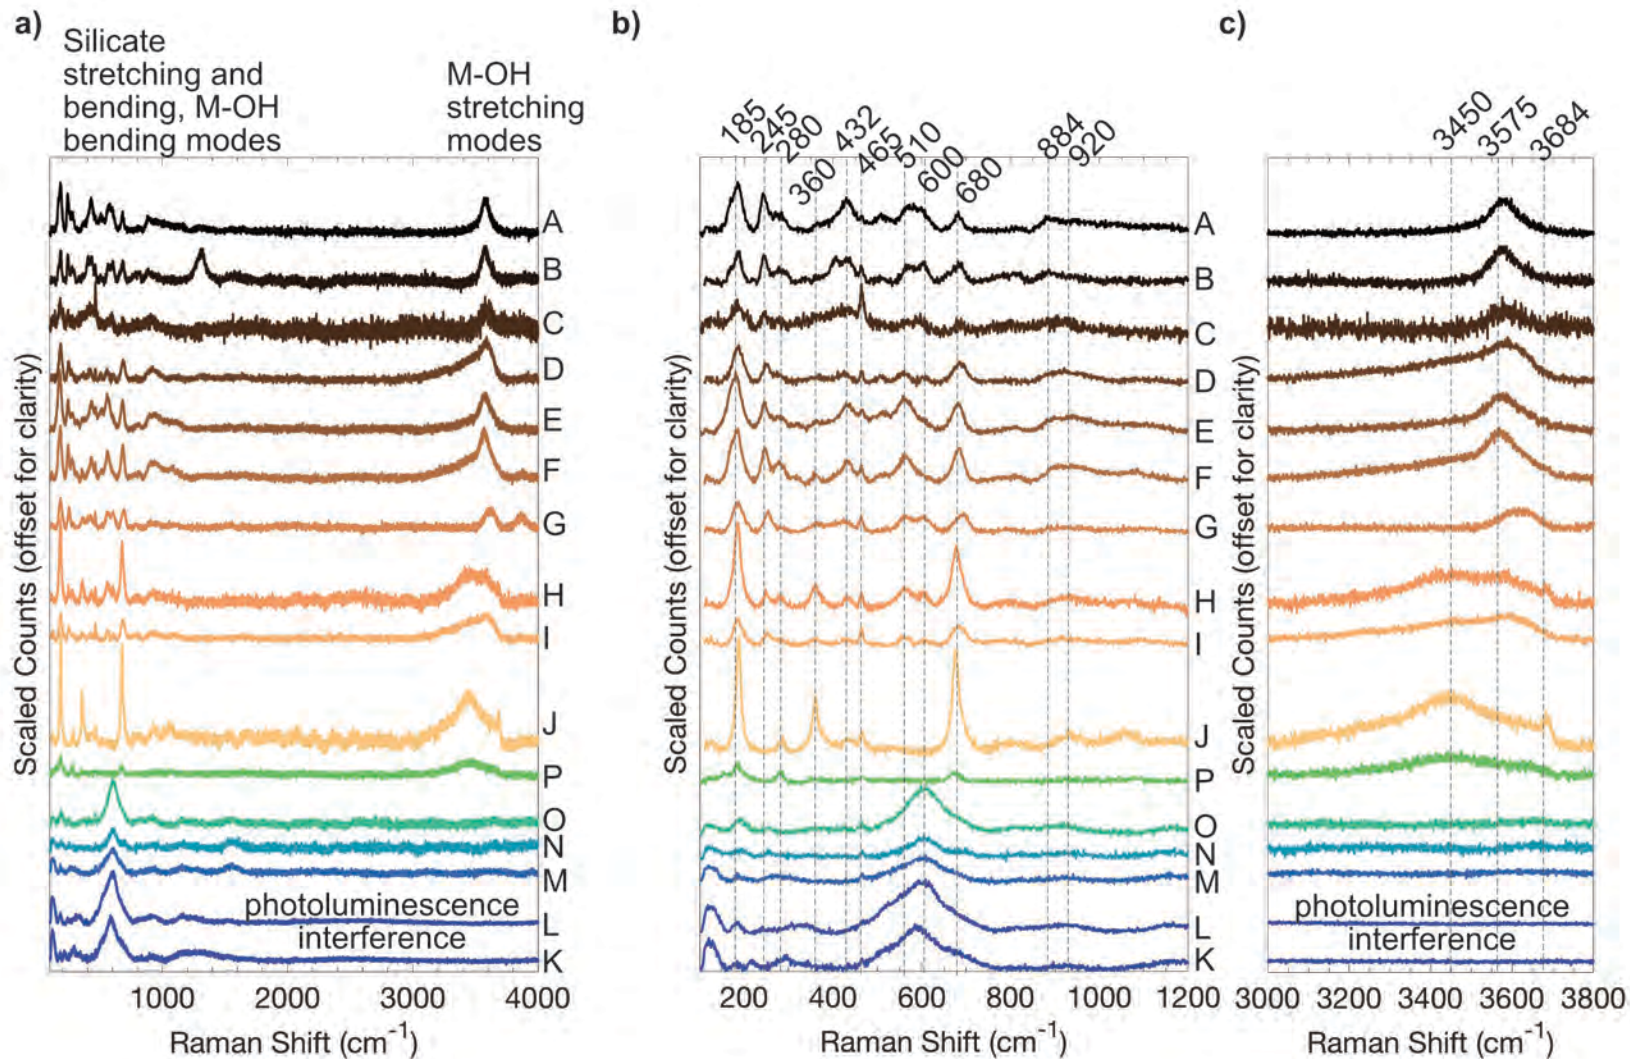 a)
Silicate
stretching and
bending, M-OH
bending modes
M-OH
stretching
modes
Scaled Counts (offset for clarity)
A
B
C
D
E
F
G
H
I
J
P
O
N
M
L
K
photoluminescence
interference
1000 2000 3000 4000
Raman Shift (cm⁻¹)
b)
185 245 280 360 432 465 510 600 680 884 920
Scaled Counts (offset for clarity)
A
B
C
D
E
F
G
H
I
J
P
O
N
M
L
K
200 400 600 800 1000 1200
Raman Shift (cm⁻¹)
c)
3450 3575 3684
Scaled Counts (offset for clarity)
photoluminescence
interference
3000 3200 3400 3600 3800
Raman Shift (cm⁻¹)